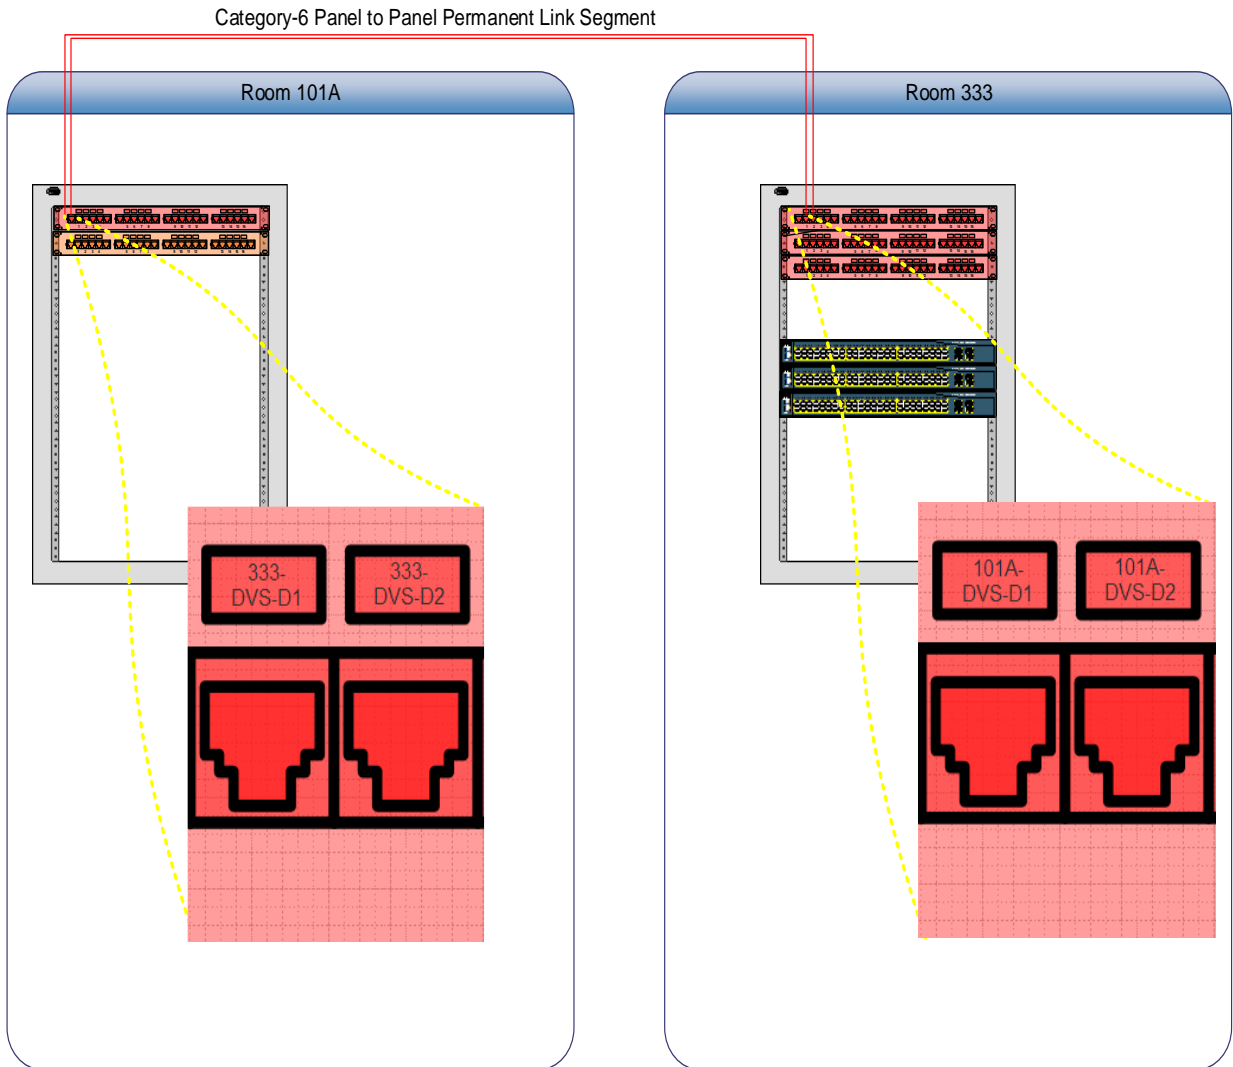 Category-6 Panel to Panel Permanent Link Segment
Room 101A
Room 333
333-
DVS-D1
333-
DVS-D2
101A-
DVS-D1
101A-
DVS-D2